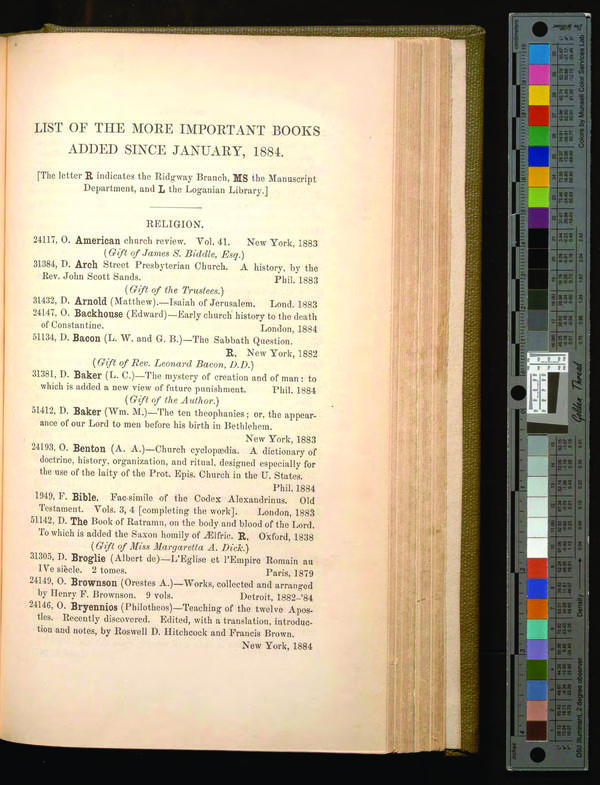 LIST OF THE MORE IMPORTANT BOOKS
ADDED SINCE JANUARY, 1884.
[The letter R indicates the Ridgway Branch, MS the Manuscript
Department, and L the Loganian Library.]
RELIGION.
24117, O. American church review. Vol. 41. New York, 1883
(Gift of James S. Biddle, Esq.)
31384, D. Arch Street Presbyterian Church. A history, by the
Rev. John Scott Sands. Phil. 1883
(Gift of the Trustees.)
31432, D. Arnold (Matthew).—Isaiah of Jerusalem. Lond. 1883
24147, O. Backhouse (Edward)—Early church history to the death
of Constantine. London, 1884
51134, D. Bacon (L. W. and G. B.)—The Sabbath Question.
R. New York, 1882
(Gift of Rev. Leonard Bacon, D.D.)
31381, D. Baker (L. C.)—The mystery of creation and of man: to
which is added a new view of future punishment. Phil. 1884
(Gift of the Author.)
51412, D. Baker (Wm. M.)—The ten theophanies; or, the appear-
ance of our Lord to men before his birth in Bethlehem.
New York, 1883
24193, O. Benton (A. A.)—Church cyclopædia. A dictionary of
doctrine, history, organization, and ritual, designed especially for
the use of the laity of the Prot. Epis. Church in the U. States.
Phil. 1884
1949, F. Bible. Fac-simile of the Codex Alexandrinus. Old
Testament. Vols. 3, 4 [completing the work]. London, 1883
51142, D. The Book of Ratramn, on the body and blood of the Lord.
To which is added the Saxon homily of Ælfric. R. Oxford, 1838
(Gift of Miss Margaretta A. Dick.)
31305, D. Broglie (Albert de)—L'Eglise et l'Empire Romain au
IVe siècle. 2 tomes. Paris, 1879
24149, O. Brownson (Orestes A.)—Works, collected and arranged
by Henry F. Brownson. 9 vols. Detroit, 1882-'84
24146, O. Bryennios (Philotheos)—Teaching of the twelve Apos-
tles. Recently discovered. Edited, with a translation, introduc-
tion and notes, by Roswell D. Hitchcock and Francis Brown.
New York, 1884
Colors by Munsell Color Services Lab
Golden Thread
Density
D50 Illuminant, 2 degree observer
inches